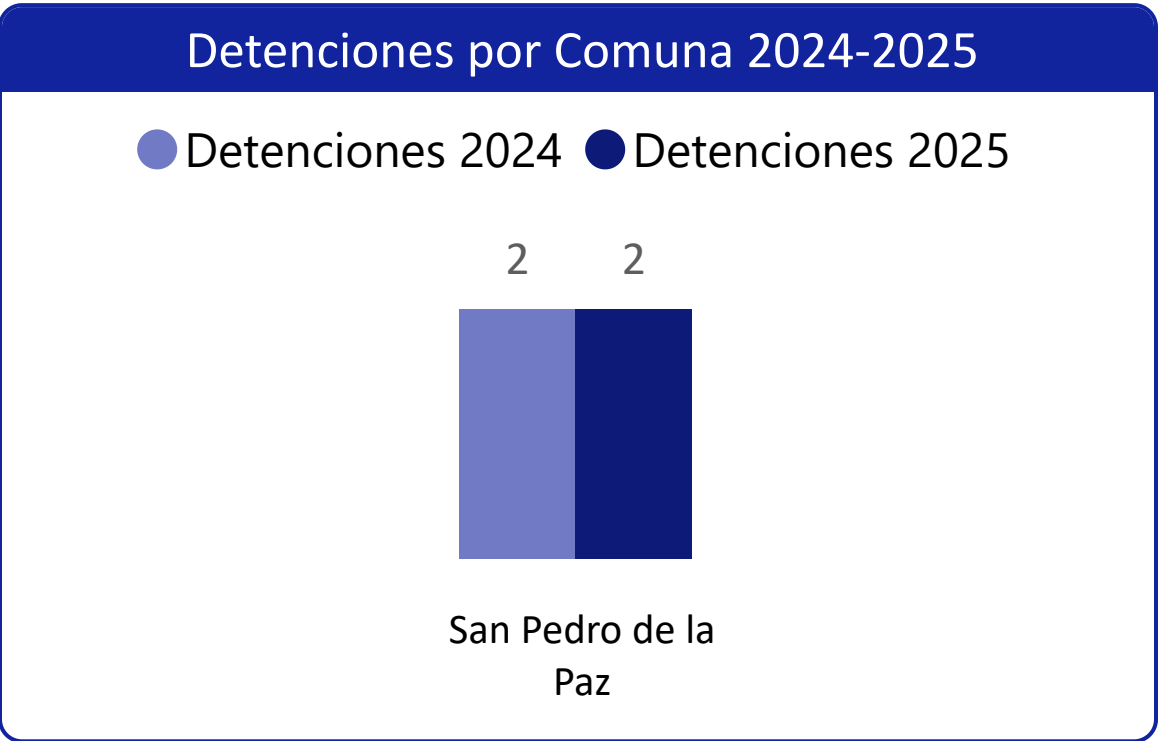 Detenciones por Comuna 2024-2025
Detenciones 2024 Detenciones 2025
2 2
San Pedro de la
Paz